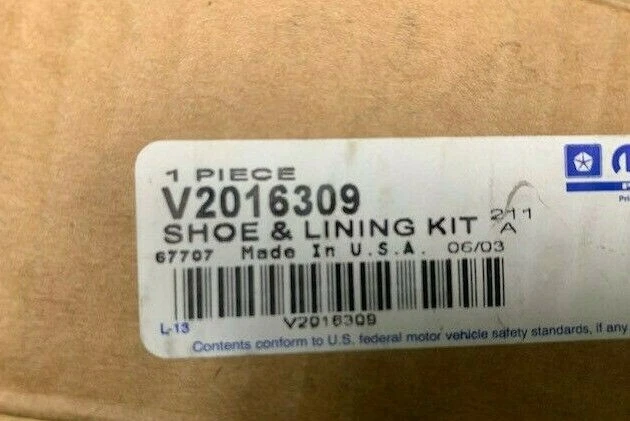 1 PIECE
V2016309
SHOE & LINING KIT 211
A
67707 Made In U.S.A. 06/03
L-13
V2016309
Contents conform to U.S. federal motor vehicle safety standards, if any